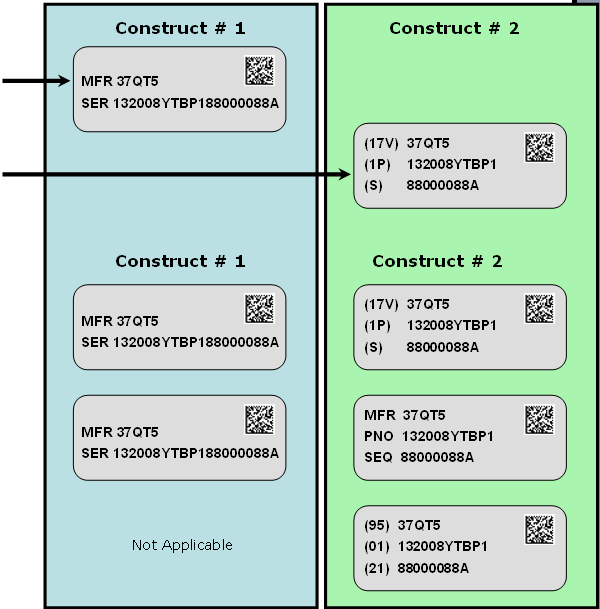 Construct # 1
MFR 37QT5
SER 132008YTBP188000088A
Construct # 1
MFR 37QT5
SER 132008YTBP188000088A
MFR 37QT5
SER 132008YTBP188000088A
Not Applicable
Construct # 2
(17V) 37QT5
(1P) 132008YTBP1
(S) 88000088A
Construct # 2
(17V) 37QT5
(1P) 132008YTBP1
(S) 88000088A
MFR 37QT5
PNO 132008YTBP1
SEQ 88000088A
(95) 37QT5
(01) 132008YTBP1
(21) 88000088A